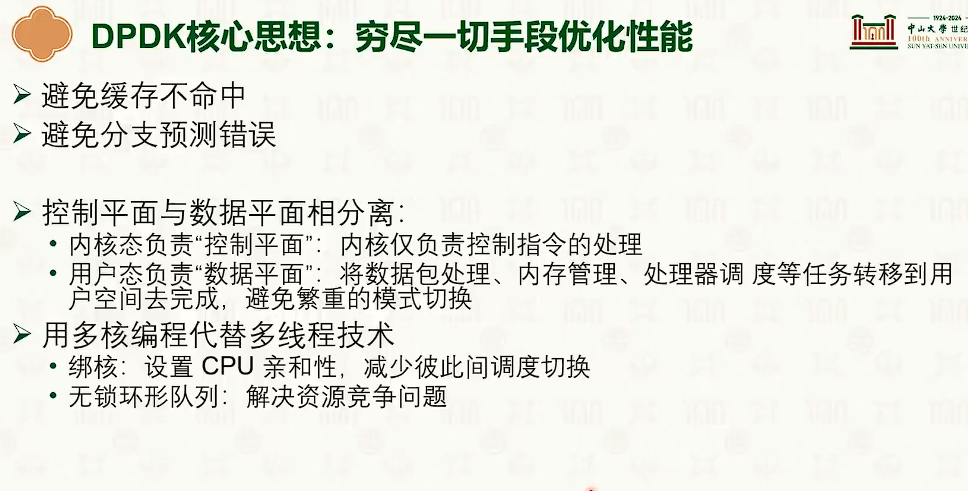 DPDK核心思想：穷尽一切手段优化性能
1924-2024
中山大学世纪
100th ANNIVER
SUN YAT-SEN UNIVE
避免缓存不命中
避免分支预测错误
控制平面与数据平面相分离：
内核态负责“控制平面”：内核仅负责控制指令的处理
用户态负责“数据平面”：将数据包处理、内存管理、处理器调 度等任务转移到用
户空间去完成，避免繁重的模式切换
用多核编程代替多线程技术
绑核：设置 CPU 亲和性，减少彼此间调度切换
无锁环形队列：解决资源竞争问题